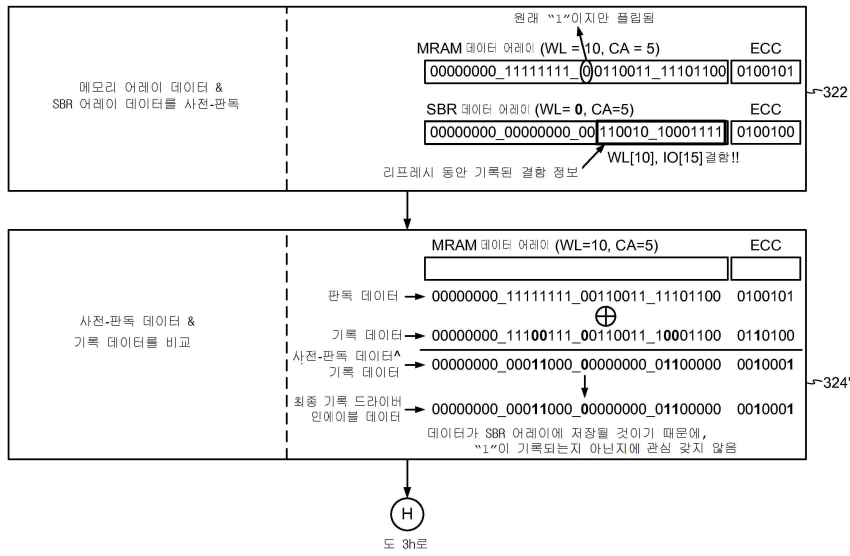 원래 “1”이지만 플립됨
MRAM 데이터 어레이 (WL = 10, CA = 5) ECC
00000000_11111111_00110011_11101100 0100101
메모리 어레이 데이터 &
SBR 어레이 데이터를 사전-판독
322
SBR 데이터 어레이 (WL= 0, CA=5) ECC
00000000_00000000_00110010_10001111 0100100
WL[10], IO[15]결함!!
리프레시 동안 기록된 결함 정보
MRAM 데이터 어레이 (WL=10, CA=5) ECC
판독 데이터 00000000_11111111_00110011_11101100 0100101
사전-판독 데이터 &
기록 데이터를 비교
기록 데이터 00000000_11100111_00110011_10001100 0110100
사전-판독 데이터^
기록 데이터 00000000_00011000_00000000_01100000 0010001
324'
최종 기록 드라이버
인에이블 데이터 00000000_00011000_00000000_01100000 0010001
데이터가 SBR 어레이에 저장될 것이기 때문에,
“1”이 기록되는지 아닌지에 관심 갖지 않음
H
도 3h로